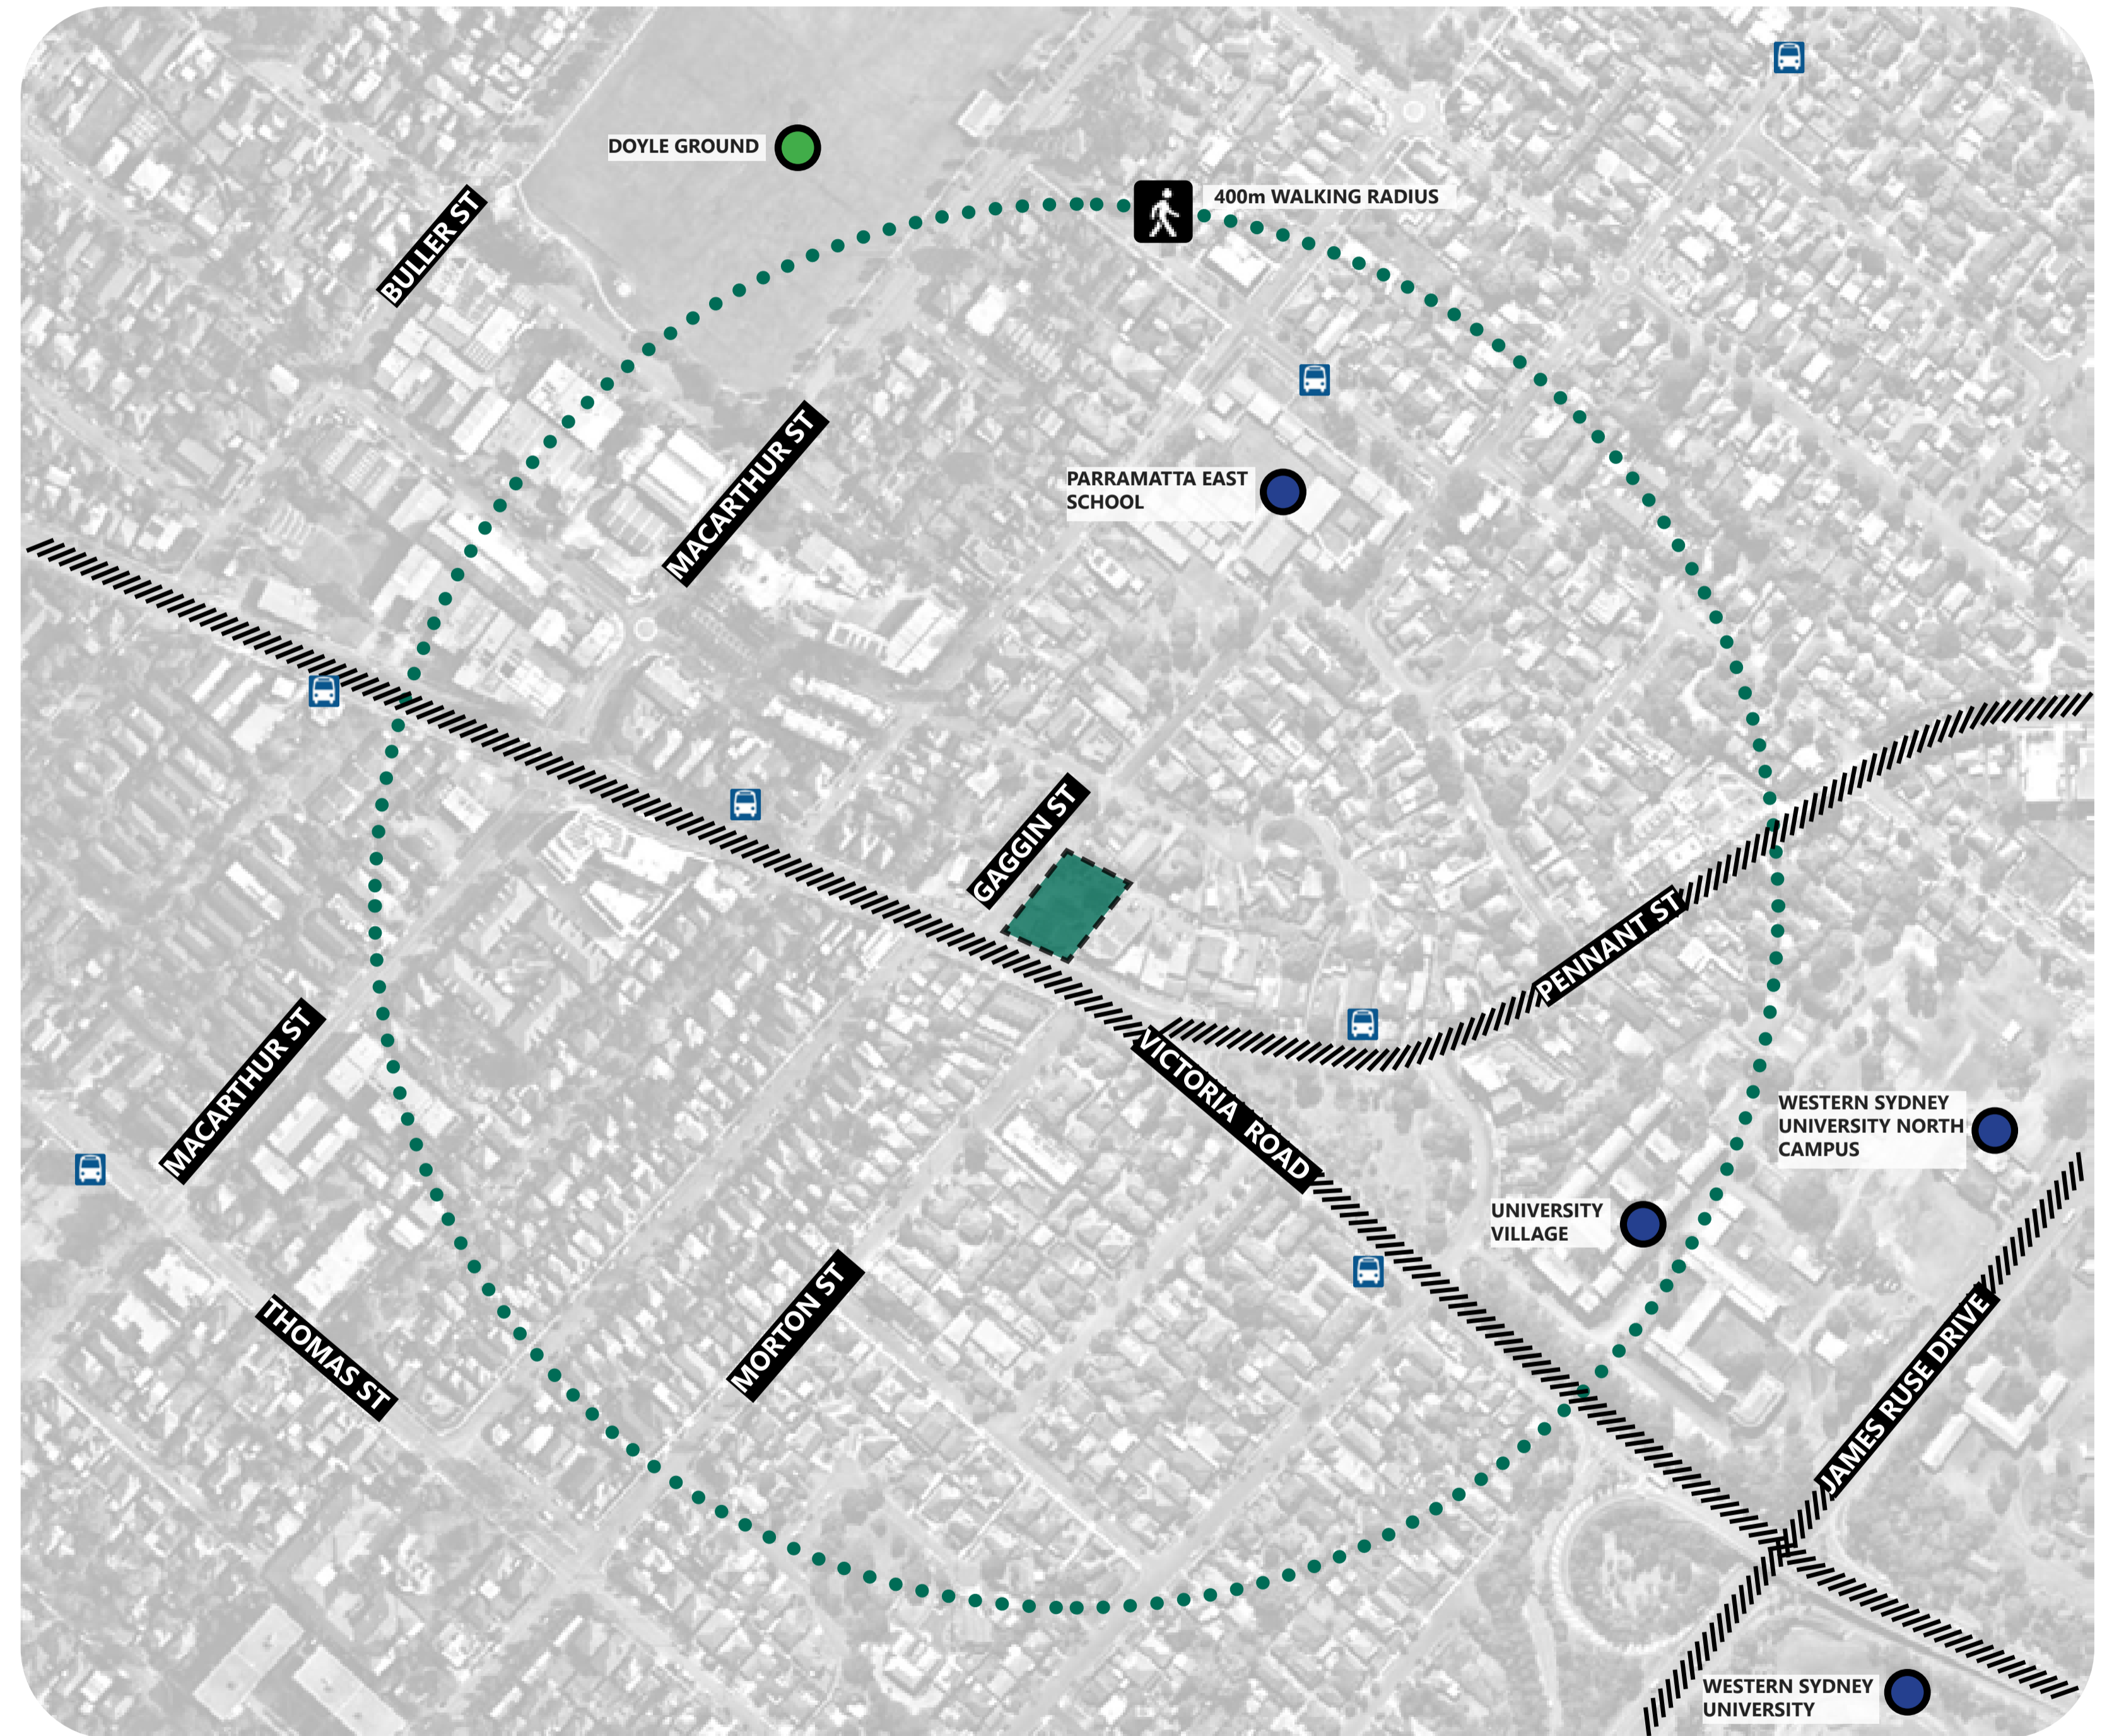 DOYLE GROUND
400m WALKING RADIUS
BULLER ST
MACARTHUR ST
PARRAMATTA EAST
SCHOOL
GAGGIN ST
PENNANT ST
VICTORIA ROAD
MACARTHUR ST
WESTERN SYDNEY
UNIVERSITY NORTH
CAMPUS
UNIVERSITY
VILLAGE
THOMAS ST
MORTON ST
JAMES RUSE DRIVE
WESTERN SYDNEY
UNIVERSITY